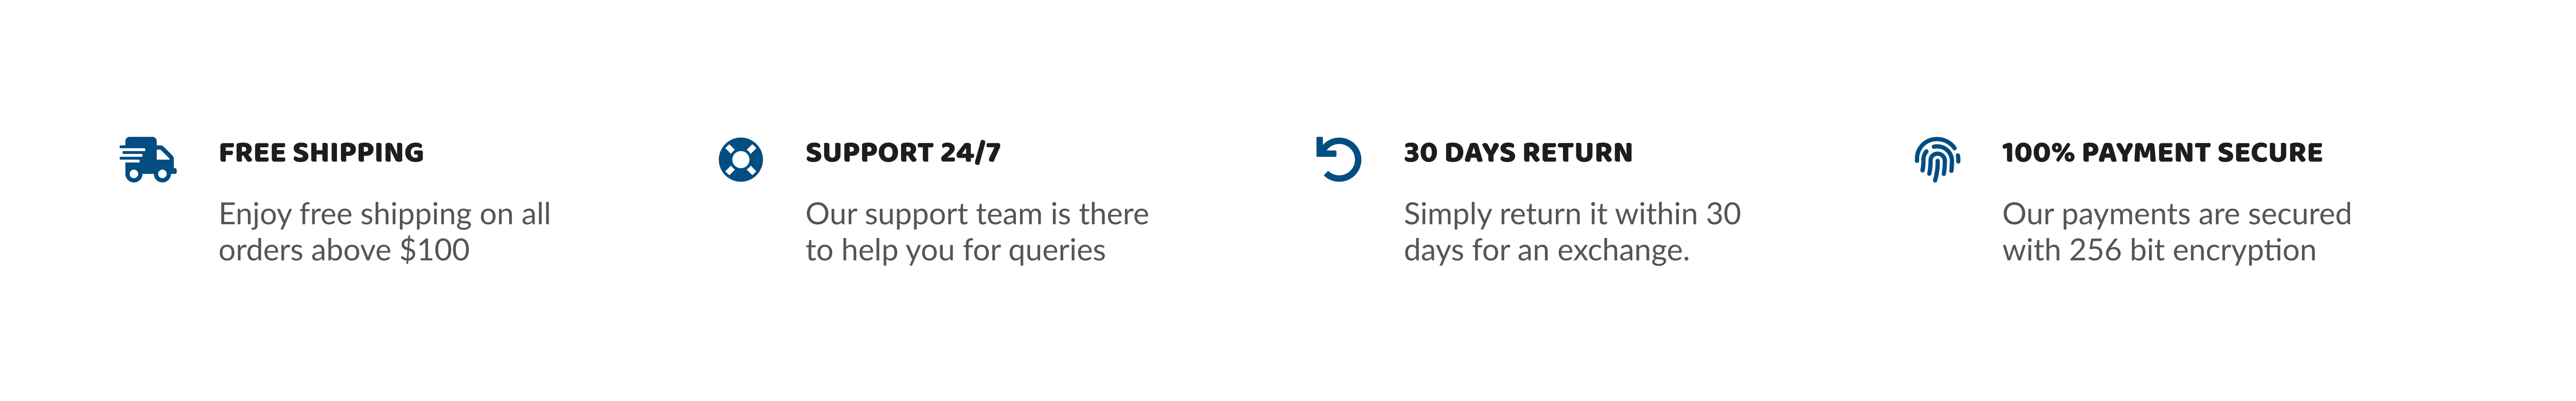 FREE SHIPPING
Enjoy free shipping on all
orders above $100
SUPPORT 24/7
Our support team is there
to help you for queries
30 DAYS RETURN
Simply return it within 30
days for an exchange.
100% PAYMENT SECURE
Our payments are secured
with 256 bit encryption